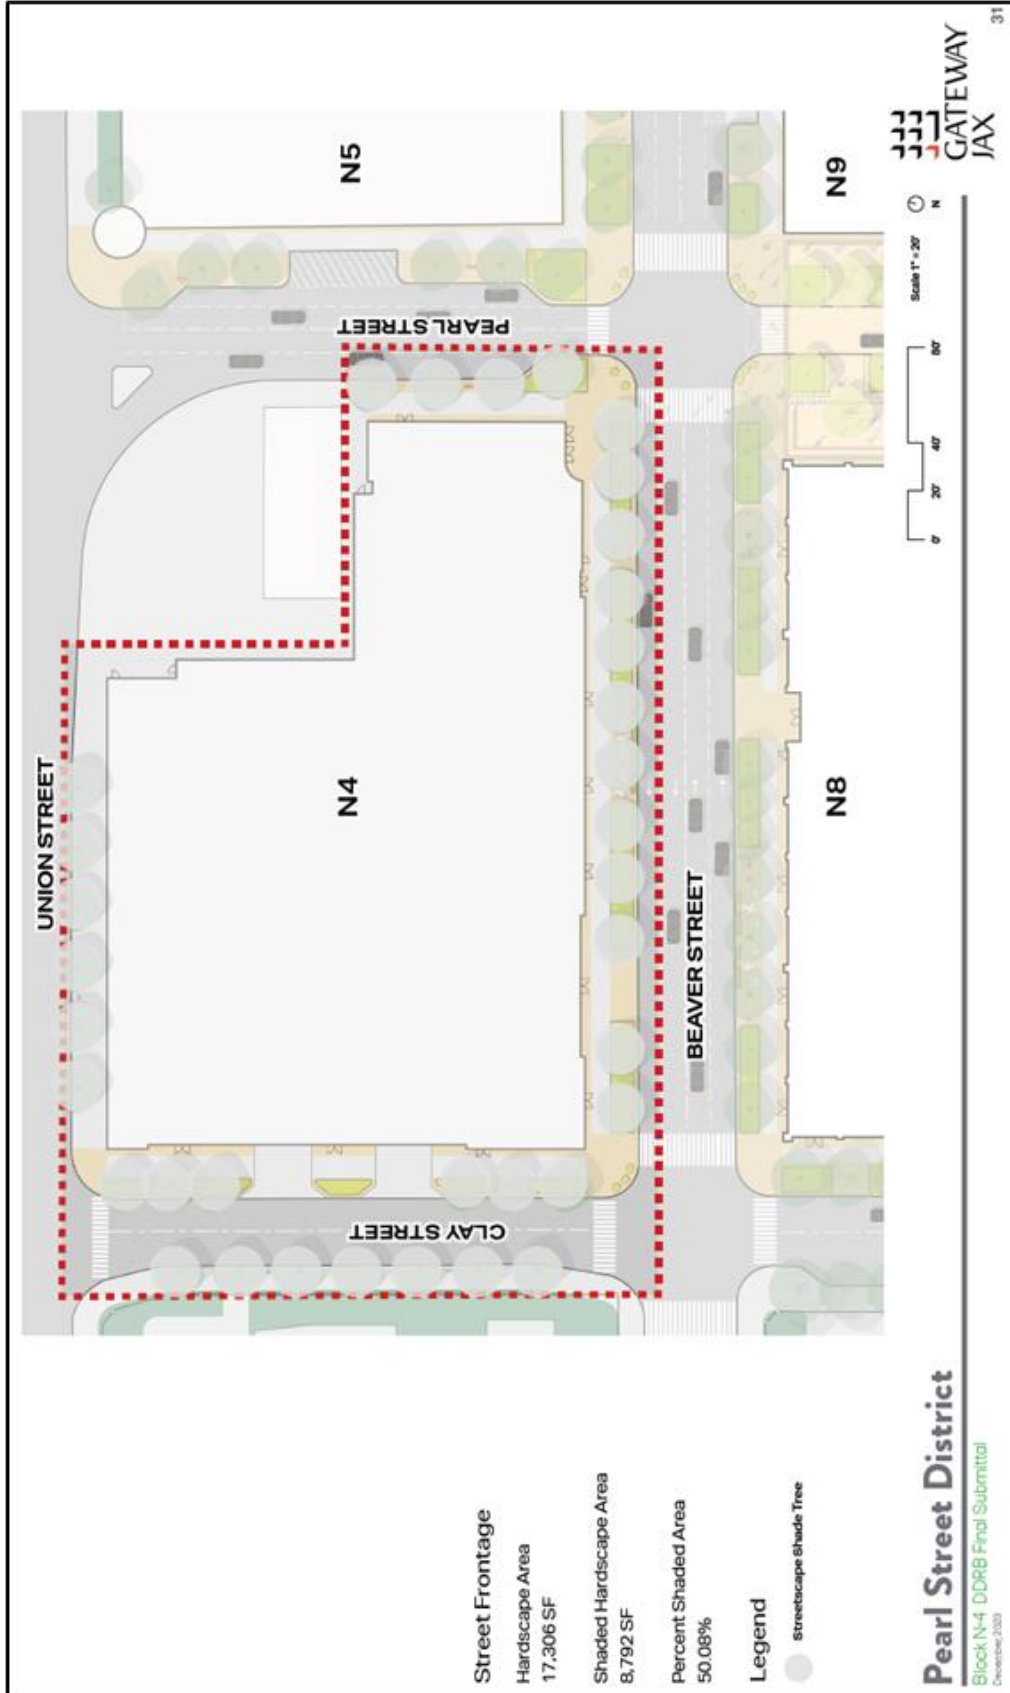 Street Frontage
Hardscape Area
17,306 SF
Shaded Hardscape Area
8,792 SF
Percent Shaded Area
50.08%
Legend
Streetscape Shade Tree
UNION STREET
CLAY STREET
N4
PEARL STREET
N5
BEAVER STREET
N8
N9
Pearl Street District
Block N-4 DDRB Final Submittal
December, 2023
0' 20' 40' 80'
Scale 1" = 20'
N
GATEWAY
JAX
31